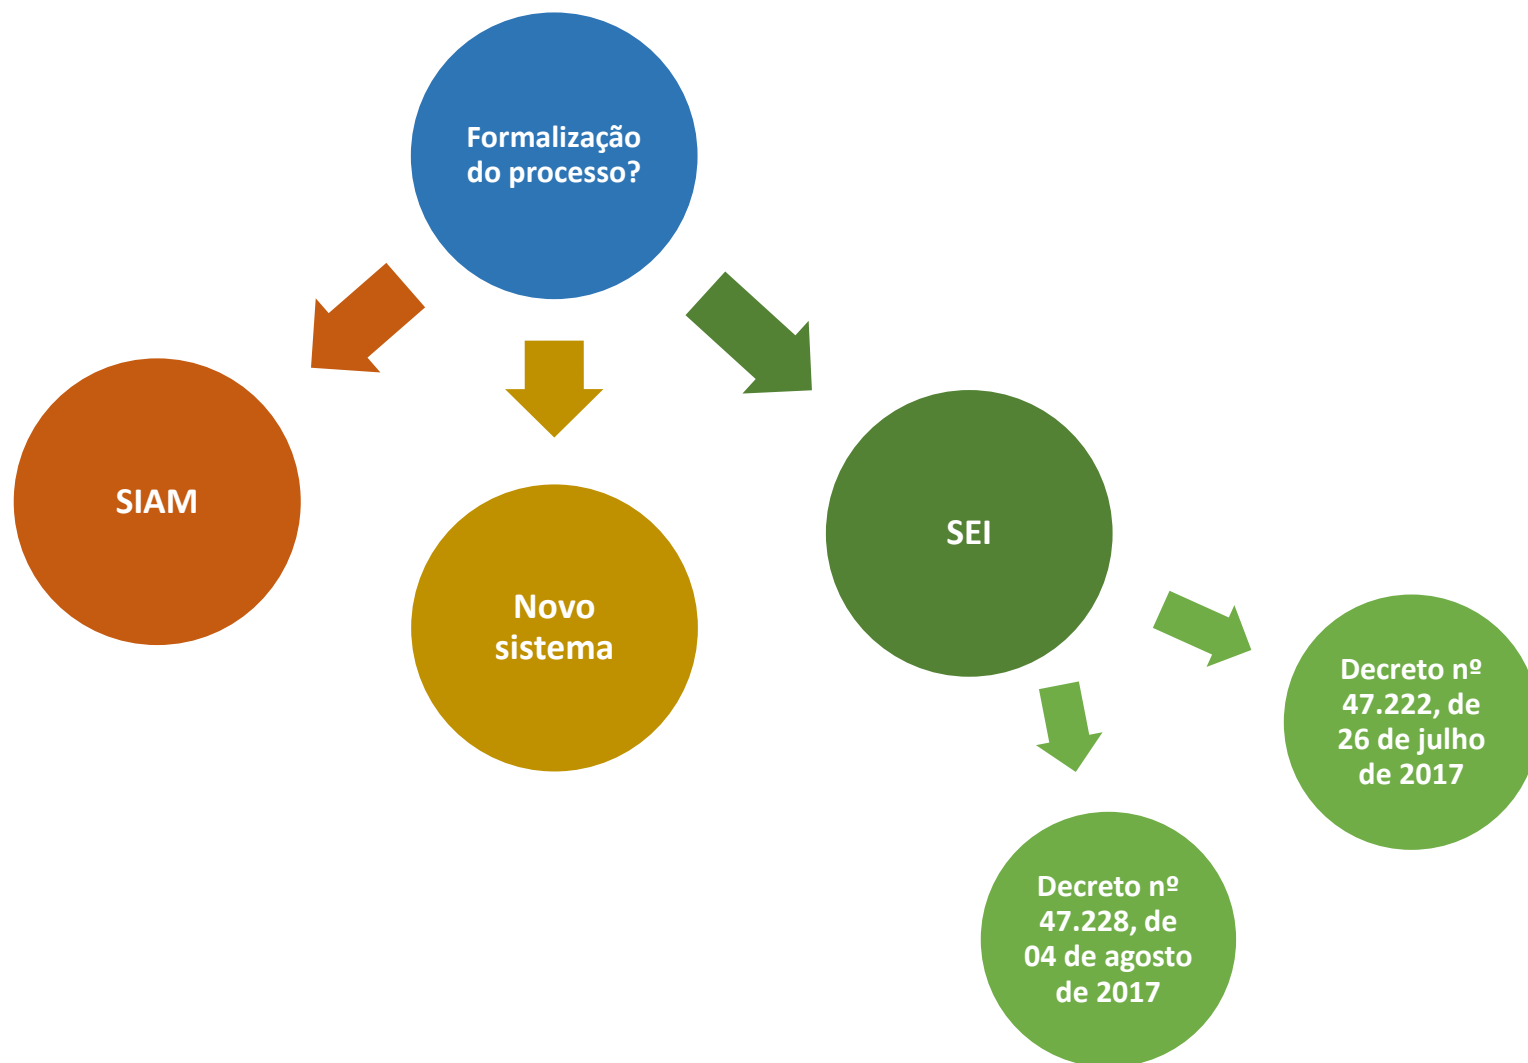 Formalização
do processo?
SIAM
SEI
Novo
sistema
Decreto nº
47.222, de
26 de julho
de 2017
Decreto nº
47.228, de
04 de agosto
de 2017